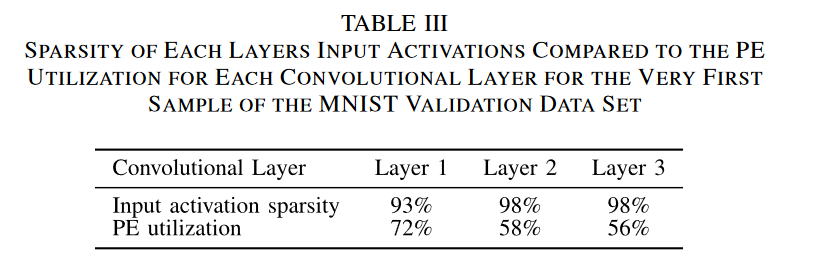 TABLE III
SPARSITY OF EACH LAYERS INPUT ACTIVATIONS COMPARED TO THE PE
UTILIZATION FOR EACH CONVOLUTIONAL LAYER FOR THE VERY FIRST
SAMPLE OF THE MNIST VALIDATION DATA SET
Convolutional Layer Layer 1 Layer 2 Layer 3
Input activation sparsity 93% 98% 98%
PE utilization 72% 58% 56%